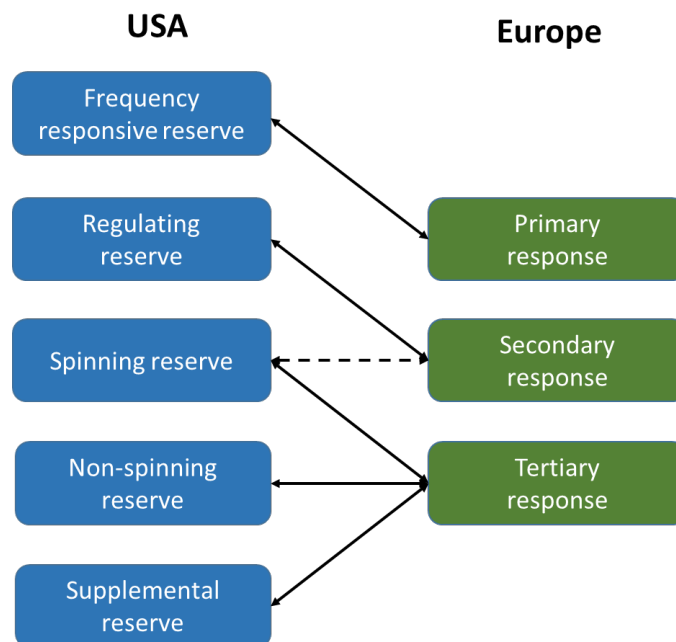 USA
Europe
Frequency
responsive reserve
Regulating
reserve
Primary
response
Spinning reserve
Secondary
response
Non-spinning
reserve
Tertiary
response
Supplemental
reserve